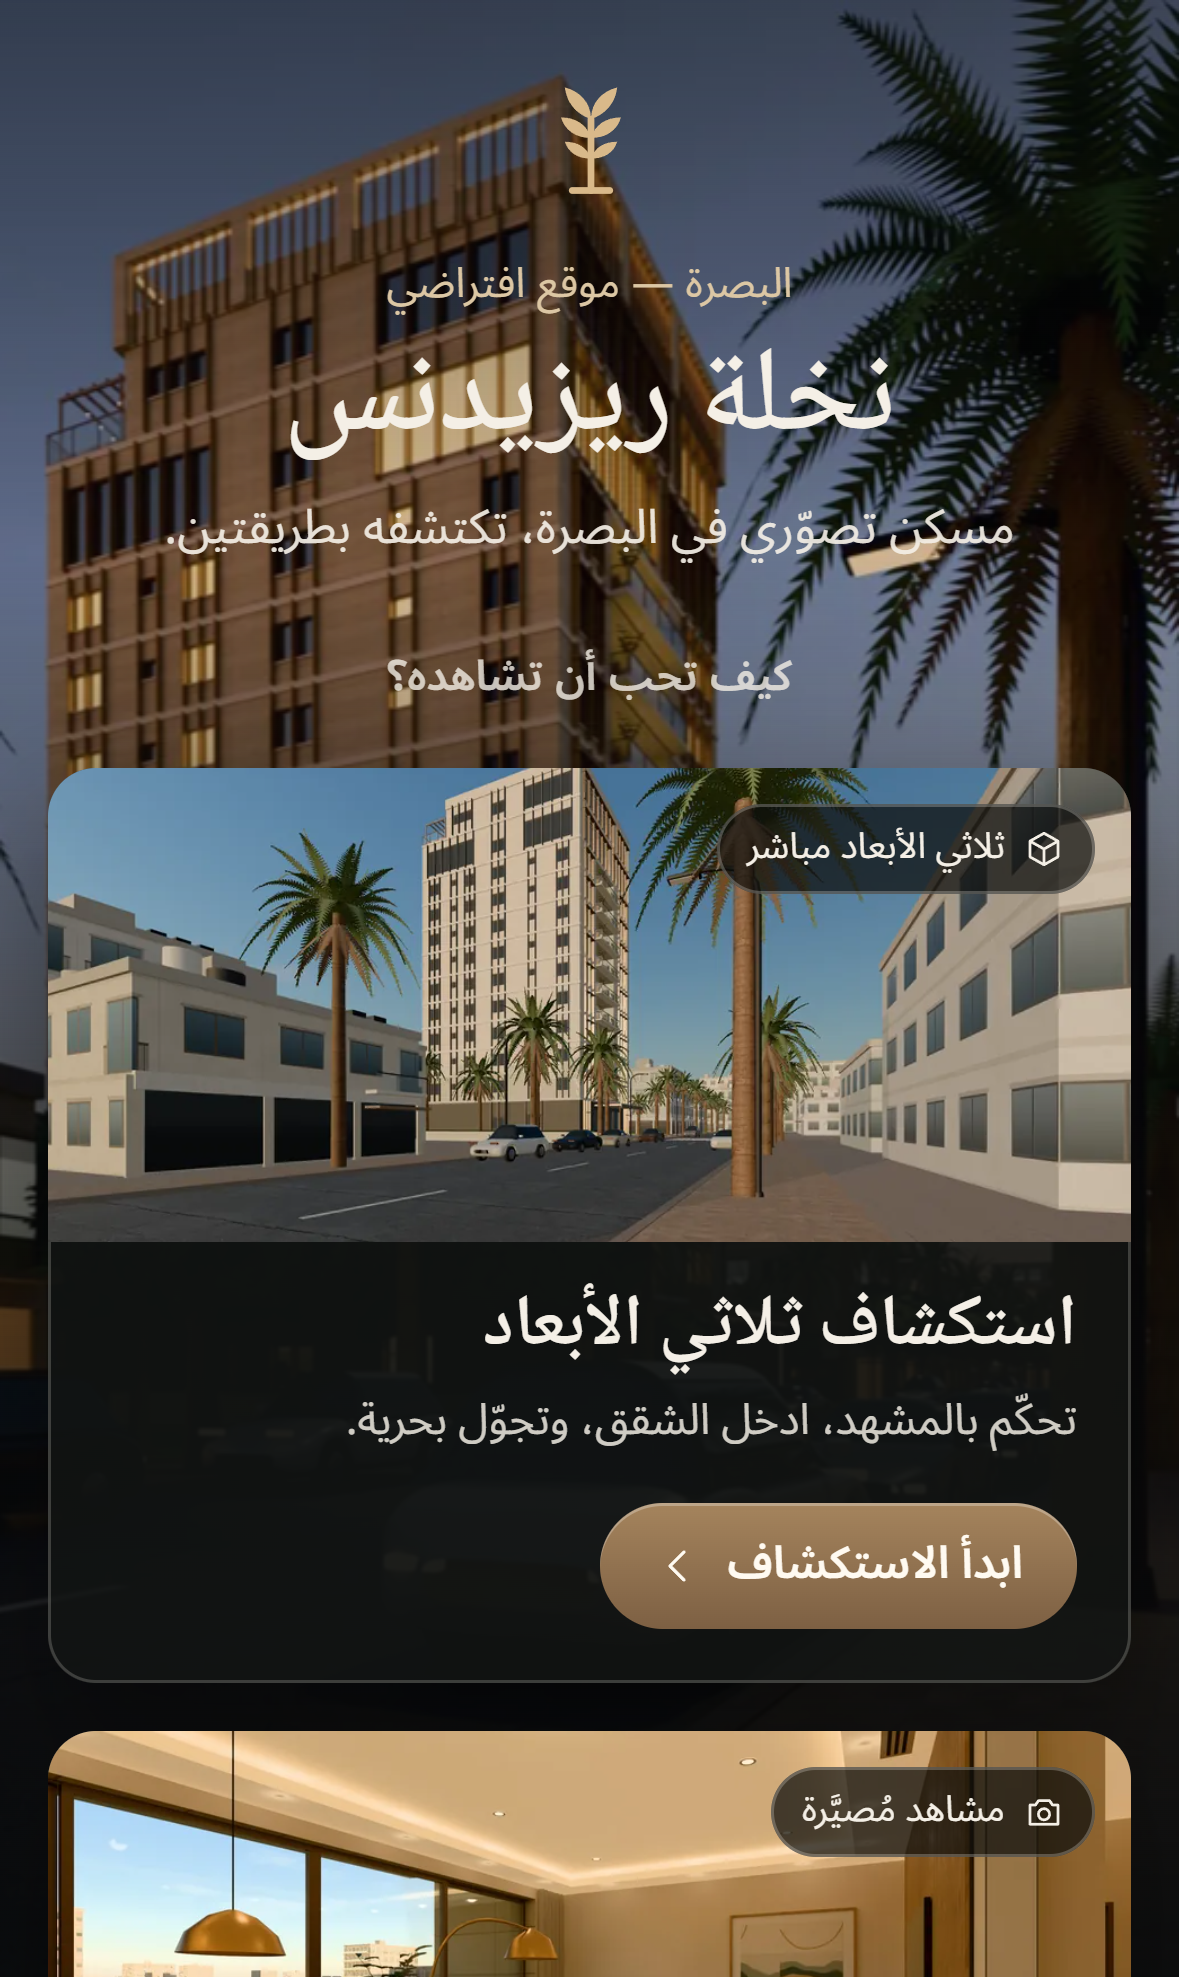 البصرة — موقع افتراضي
نخلة ريزيدنس
مسكن تصوّري في البصرة، تكتشفه بطريقتين.
كيف تحب أن تشاهده؟
ثلاثي الأبعاد مباشر
استكشاف ثلاثي الأبعاد
تحكّم بالمشهد، ادخل الشقق، وتجوّل بحرية.
ابدأ الاستكشاف
مشاهد مُصيَّرة